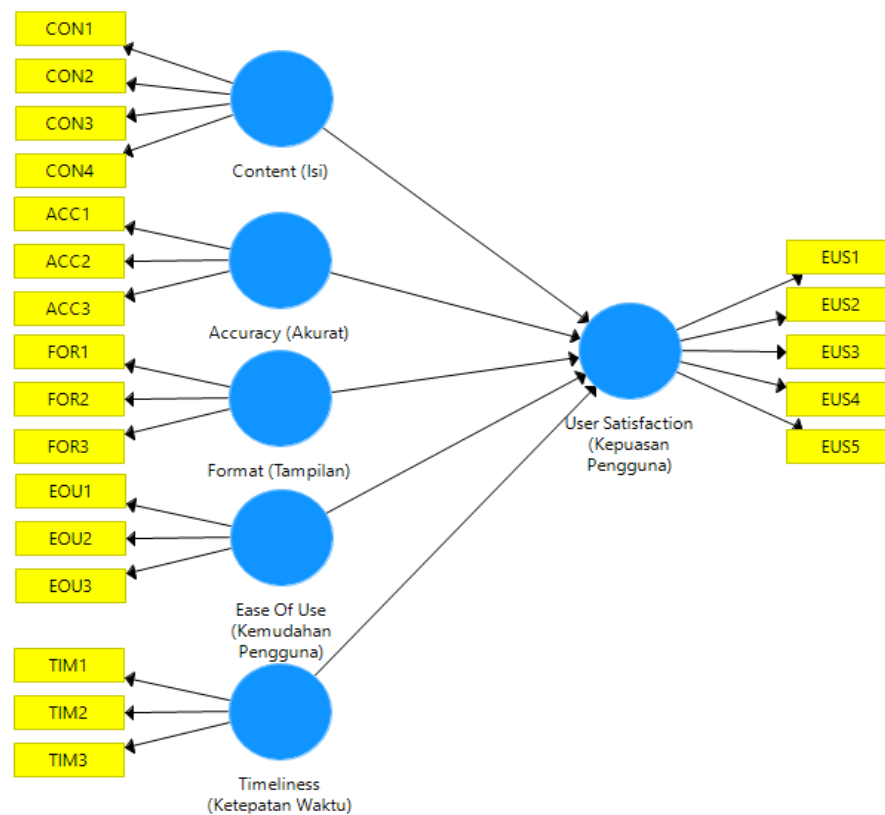 CON1
CON2
CON3
CON4
Content (Isi)
ACC1
ACC2
ACC3
Accuracy (Akurat)
FOR1
FOR2
FOR3
Format (Tampilan)
EOU1
EOU2
EOU3
Ease Of Use
(Kemudahan
Pengguna)
TIM1
TIM2
TIM3
Timeliness
(Ketepatan Waktu)
User Satisfaction
(Kepuasan
Pengguna)
EUS1
EUS2
EUS3
EUS4
EUS5